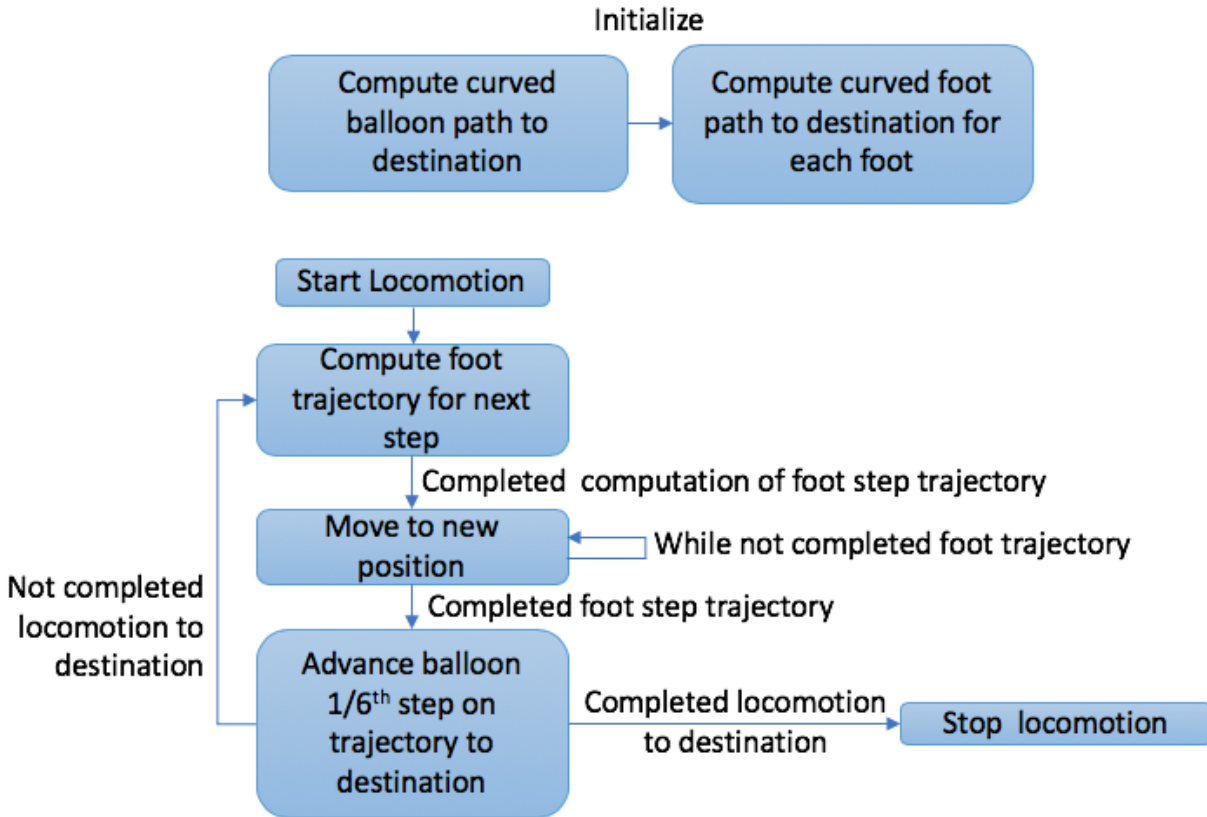 Initialize
Compute curved
balloon path to
destination
Compute curved foot
path to destination for
each foot
Start Locomotion
Compute foot
trajectory for next
step
Completed  computation of foot step trajectory
Move to new
position
While not completed foot trajectory
Not completed
locomotion to
destination
Completed foot step trajectory
Advance balloon
1/6th step on
trajectory to
destination
Completed locomotion
to destination
Stop  locomotion